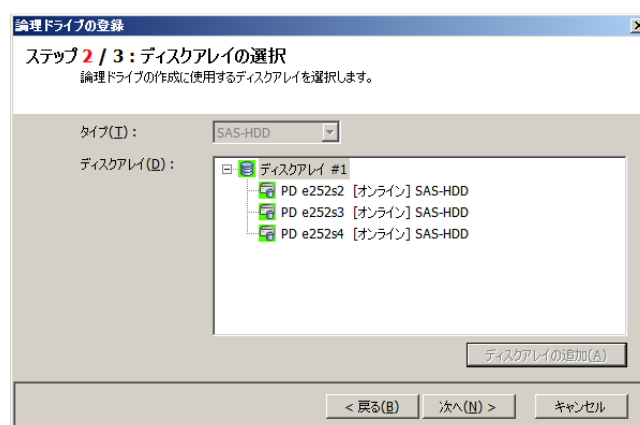 論理ドライブの登録
ステップ 2 / 3 : ディスクアレイの選択
論理ドライブの作成に使用するディスクアレイを選択します。
タイプ(T) : SAS-HDD
ディスクアレイ(D) :
ディスクアレイ #1
PD e252s2 [オンライン] SAS-HDD
PD e252s3 [オンライン] SAS-HDD
PD e252s4 [オンライン] SAS-HDD
ディスクアレイの追加(A)
< 戻る(B) 次へ(N) > キャンセル